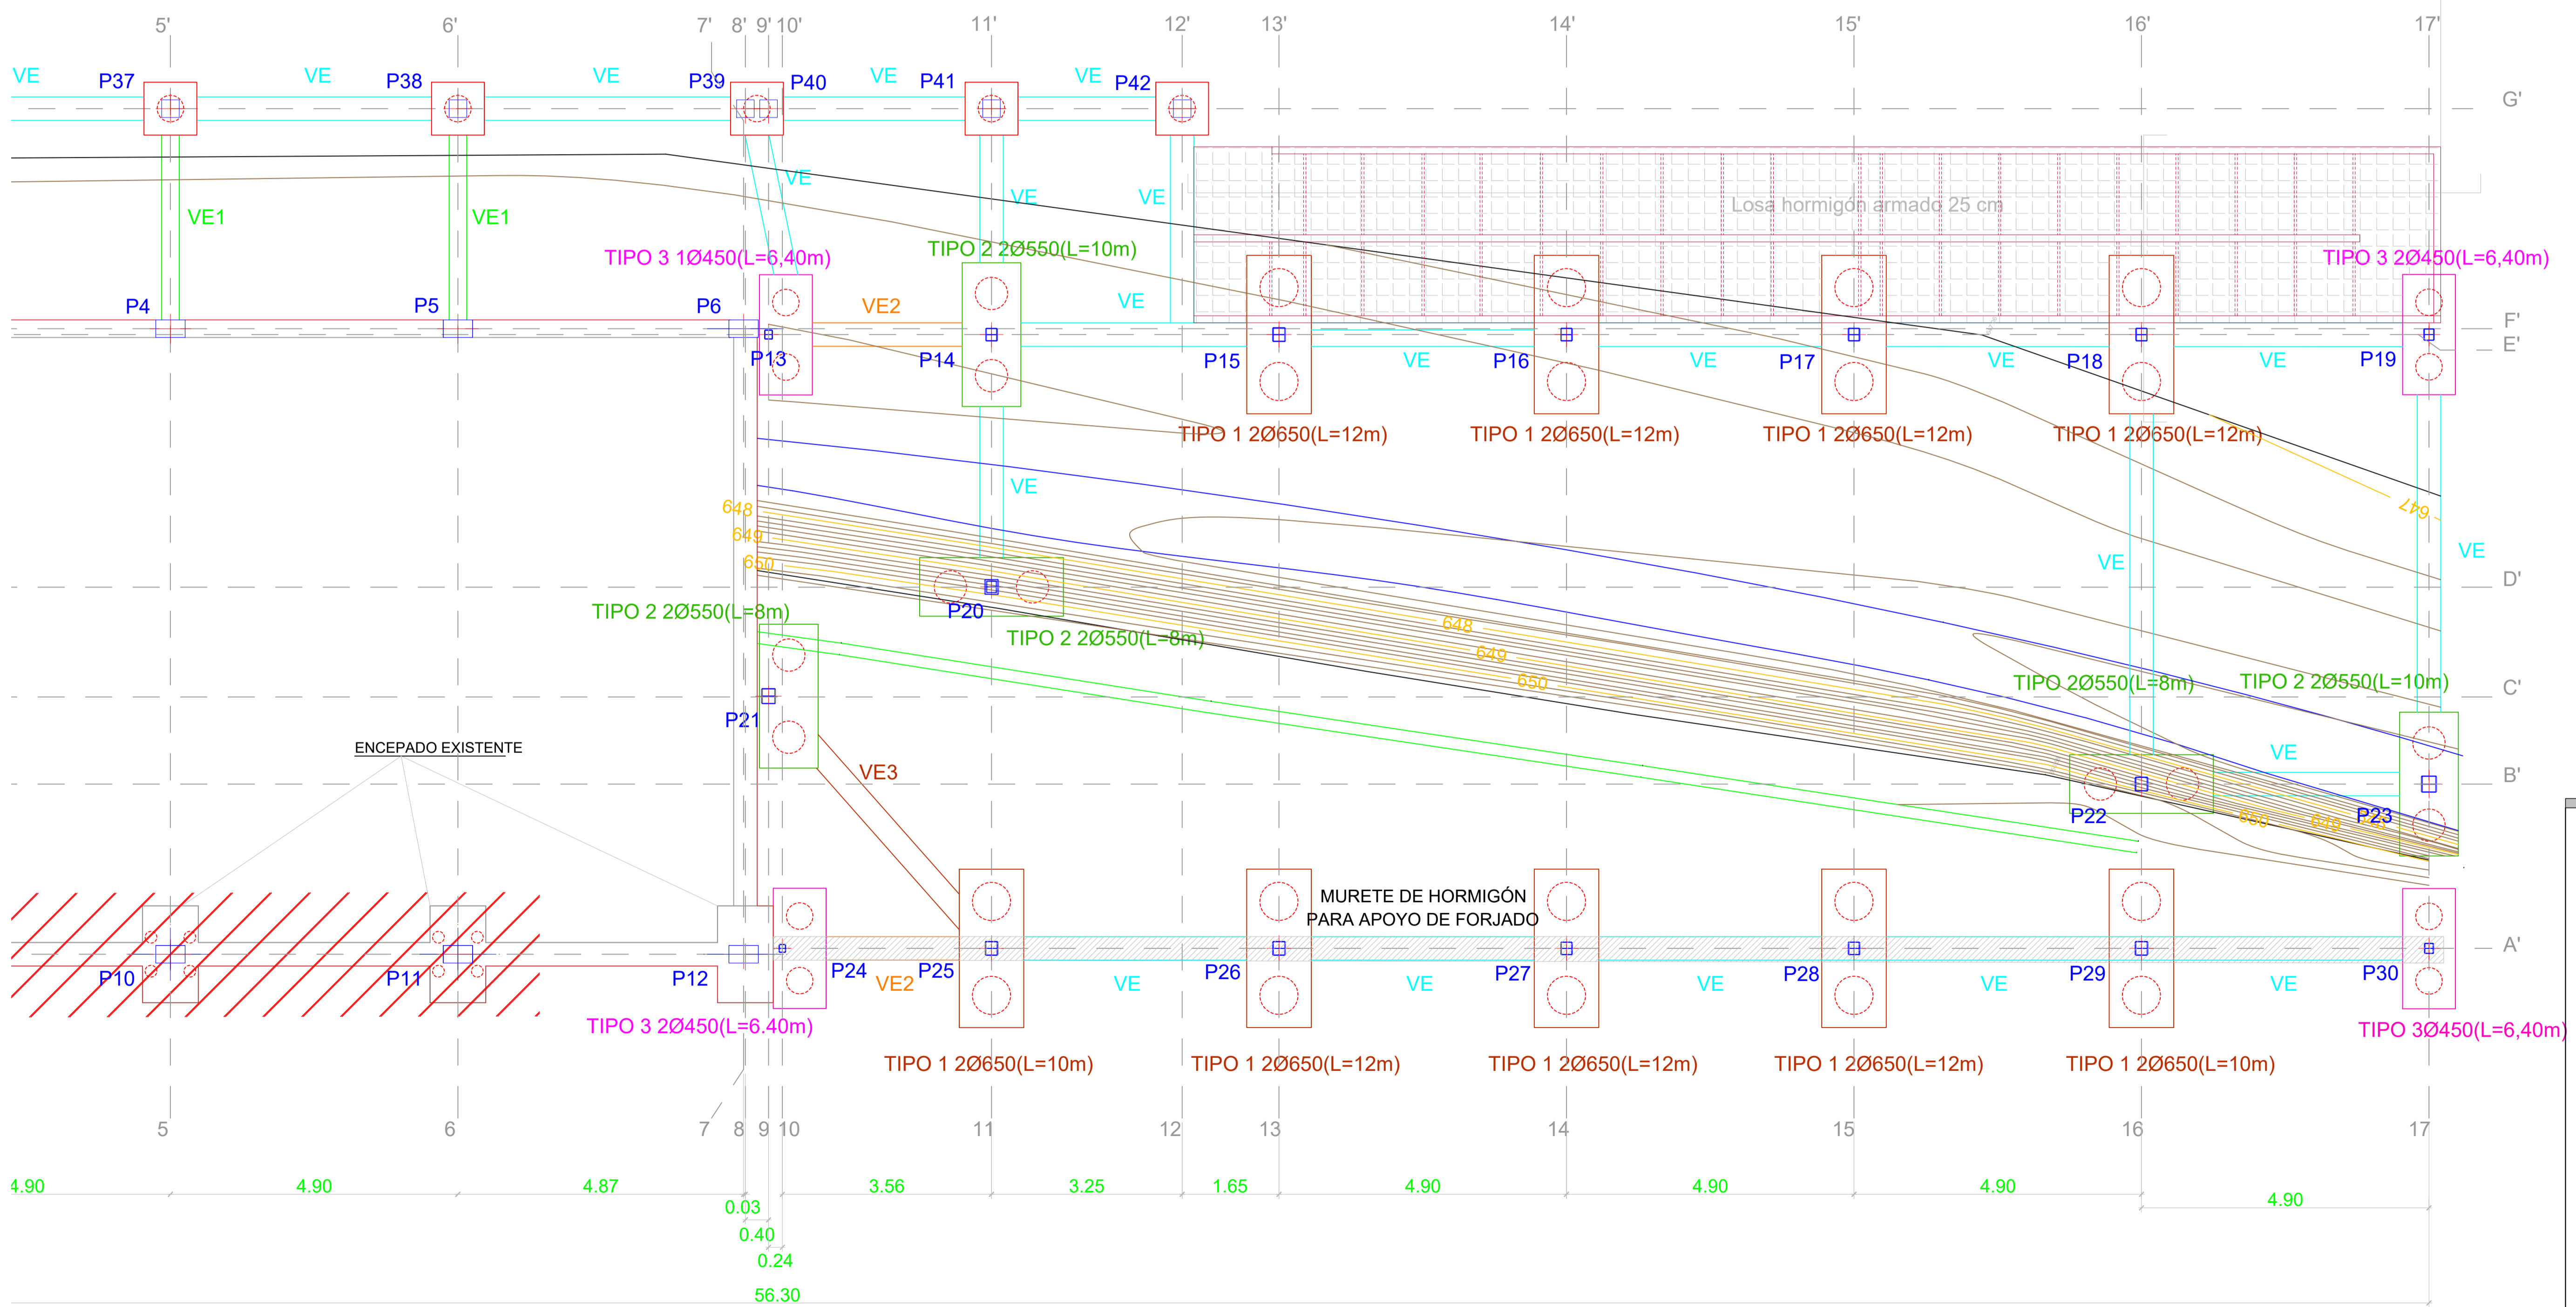 5' 6' 7' 8' 9' 10' 11' 12' 13' 14' 15' 16' 17'
VE P37 VE P38 VE P39 P40 VE P41 VE P42
G'
VE
VE1 VE1 VE VE
Losa hormigón armado 25 cm
TIPO 3 1Ø450(L=6,40m) TIPO 2 2Ø550(L=10m) TIPO 3 2Ø450(L=6,40m)
P4 P5 P6 VE2 VE
F'
E'
P13 P14 P15 VE P16 VE P17 VE P18 VE P19
TIPO 1 2Ø650(L=12m) TIPO 1 2Ø650(L=12m) TIPO 1 2Ø650(L=12m) TIPO 1 2Ø650(L=12m)
VE
648
647
649
VE
650
VE
D'
TIPO 2 2Ø550(L=8m) P20
648
TIPO 2 2Ø550(L=8m)
649
650
TIPO 2Ø550(L=8m) TIPO 2 2Ø550(L=10m)
C'
P21
ENCEPADO EXISTENTE
VE
VE3
B'
P22 650 649 P23
MURETE DE HORMIGÓN
PARA APOYO DE FORJADO
A'
P10 P11 P12 P24 P25 P26 P27 P28 P29 P30
VE2 VE VE VE VE VE
TIPO 3 2Ø450(L=6.40m) TIPO 3Ø450(L=6,40m)
TIPO 1 2Ø650(L=10m) TIPO 1 2Ø650(L=12m) TIPO 1 2Ø650(L=12m) TIPO 1 2Ø650(L=12m) TIPO 1 2Ø650(L=10m)
5 6 7 8 9 10 11 12 13 14 15 16 17
4.90 4.90 4.87 3.56 3.25 1.65 4.90 4.90 4.90 4.90
0.03
0.40
0.24
56.30